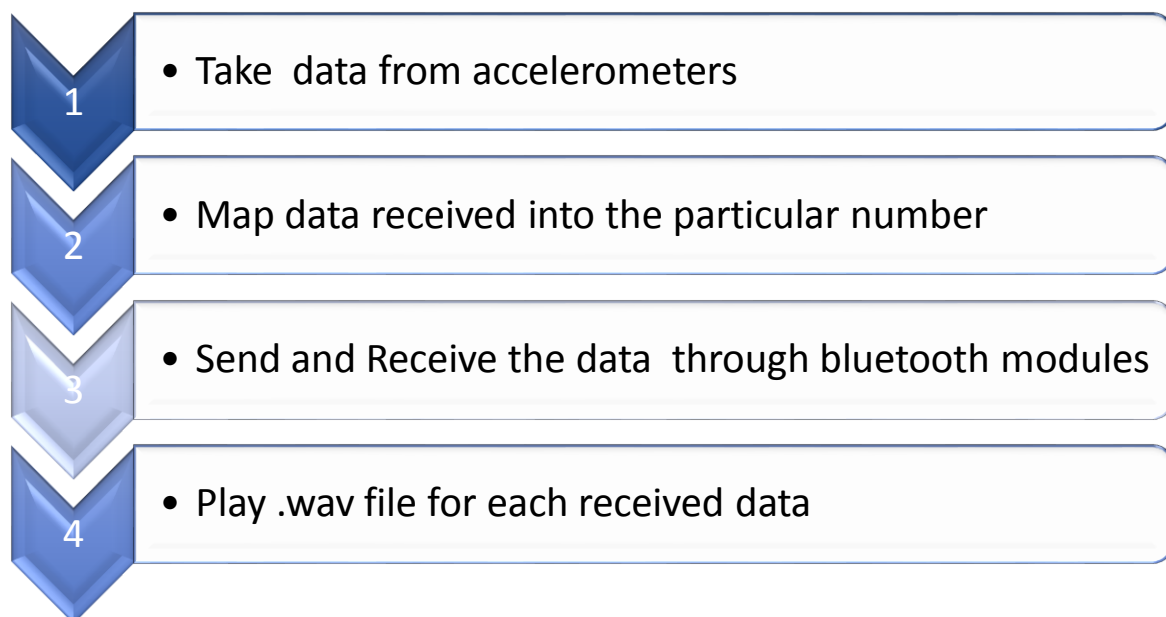 1
• Take data from accelerometers
2
• Map data received into the particular number
3
• Send and Receive the data through bluetooth modules
4
• Play .wav file for each received data